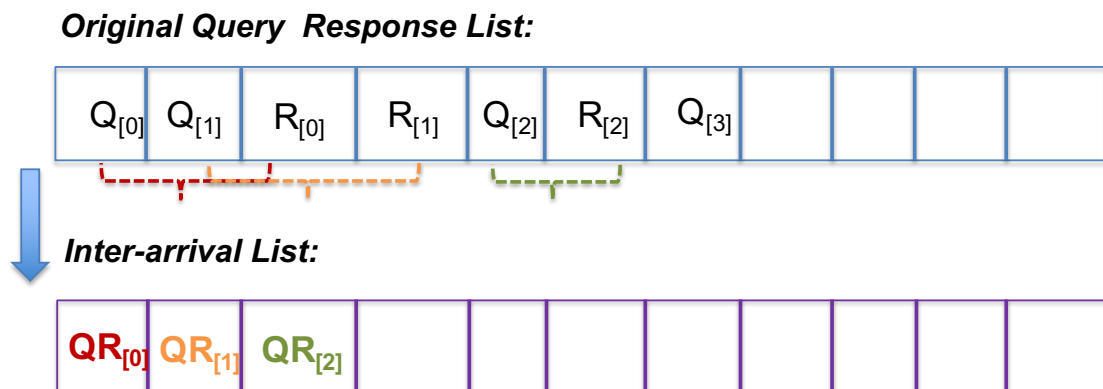 Original Query Response List:
Q[0] Q[1] R[0] R[1] Q[2] R[2] Q[3]
Inter-arrival List:
QR[0] QR[1] QR[2]